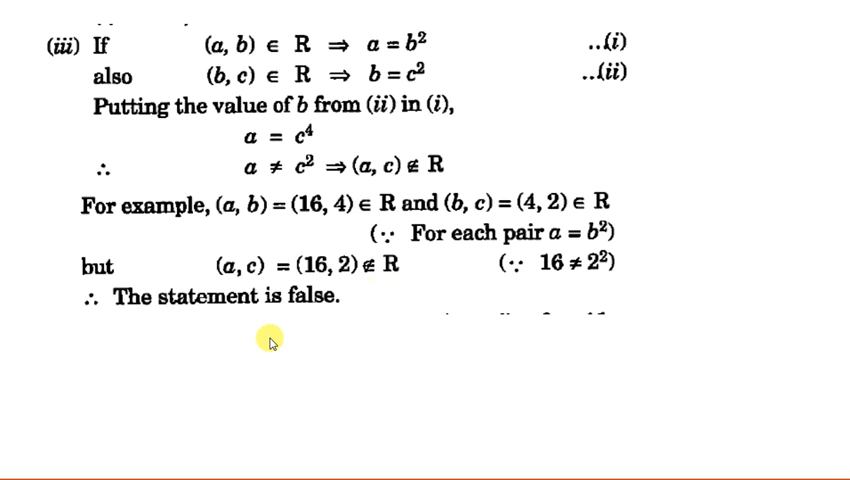 (iii) If (a, b) ∈ R ⇒ a = b² ..(i)
also (b, c) ∈ R ⇒ b = c² ..(ii)
Putting the value of b from (ii) in (i),
a = c⁴
∴ a ≠ c² ⇒ (a, c) ∉ R
For example, (a, b) = (16, 4) ∈ R and (b, c) = (4, 2) ∈ R
(∵ For each pair a = b²)
but (a, c) = (16, 2) ∉ R (∵ 16 ≠ 2²)
∴ The statement is false.